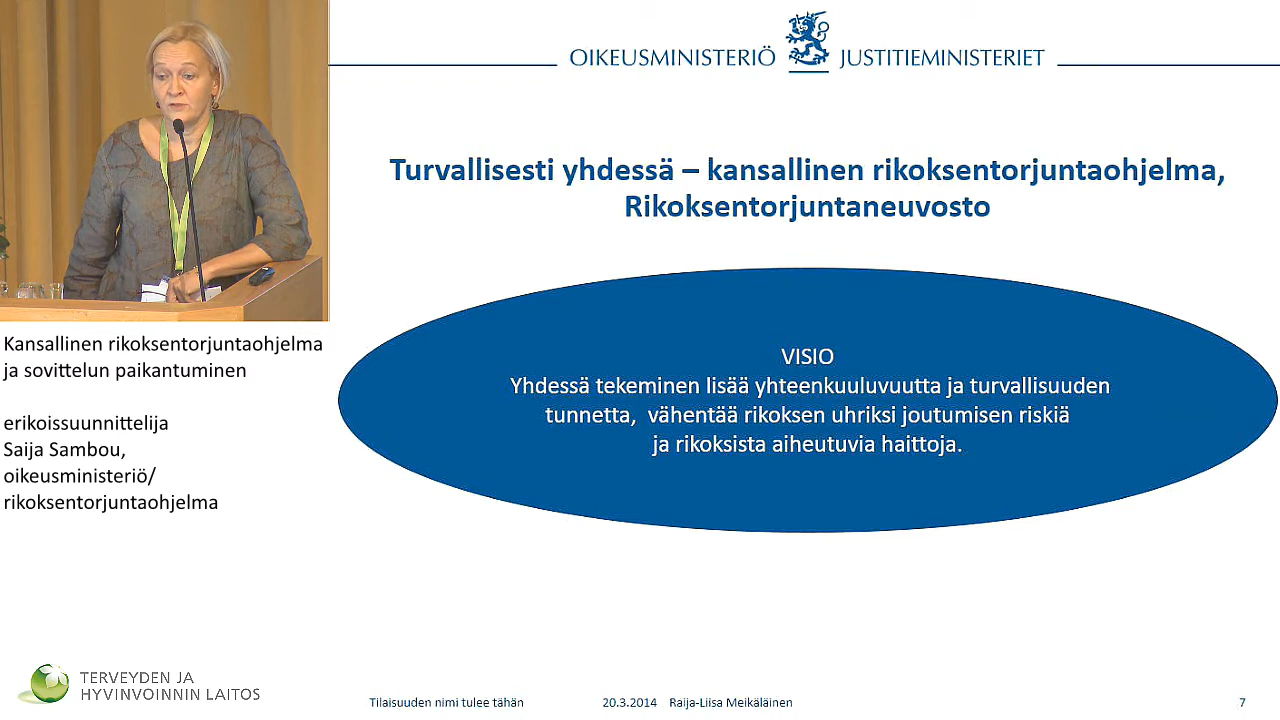 OIKEUSMINISTERIÖ JUSTITIEMINISTERIET
Turvallisesti yhdessä – kansallinen rikoksentorjuntaohjelma,
Rikoksentorjuntaneuvosto
VISIO
Yhdessä tekeminen lisää yhteenkuuluvuutta ja turvallisuuden
tunnetta, vähentää rikoksen uhriksi joutumisen riskiä
ja rikoksista aiheutuvia haittoja.
Kansallinen rikoksentorjuntaohjelma
ja sovittelun paikantuminen
erikoissuunnittelija
Saija Sambou,
oikeusministeriö/
rikoksentorjuntaohjelma
TERVEYDEN JA
HYVINVOINNIN LAITOS
Tilaisuuden nimi tulee tähän 20.3.2014 Raija-Liisa Meikäläinen 7